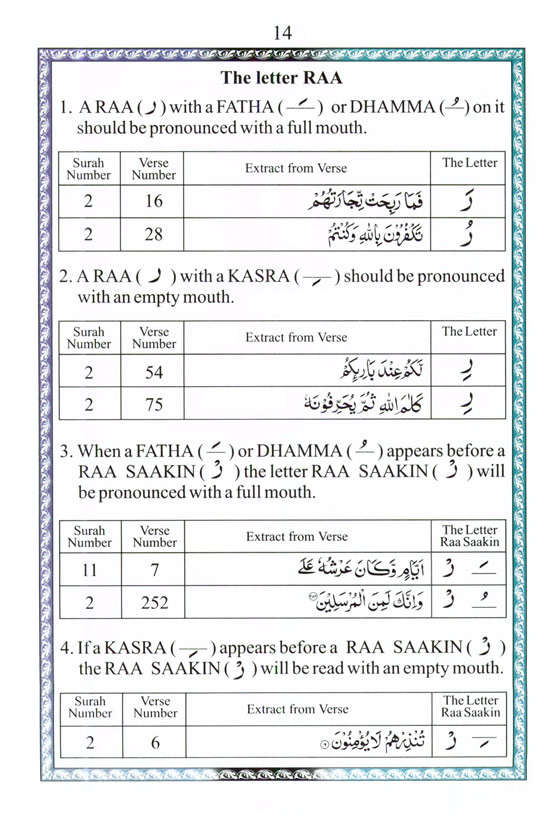 14
The letter RAA
1. A RAA ( ر ) with a FATHA ( ـَ ) or DHAMMA ( ـُ ) on it
should be pronounced with a full mouth.
Surah Number | Verse Number | Extract from Verse | The Letter
2 | 16 | فَمَا رَبِحَتْ تِّجَارَتُهُمْ | رَ
2 | 28 | تَكْفُرُوْنَ بِاللّٰهِ وَكُنْتُمْ | رُ
2. A RAA ( ر ) with a KASRA ( ـِ ) should be pronounced
with an empty mouth.
Surah Number | Verse Number | Extract from Verse | The Letter
2 | 54 | لَّكُمْ عِنْدَ بَارِئِكُمْ | رِ
2 | 75 | كَلٰمَ اللّٰهِ ثُمَّ يُحَرِّفُوْنَهٗ | رِ
3. When a FATHA ( ـَ ) or DHAMMA ( ـُ ) appears before a
RAA SAAKIN ( رْ ) the letter RAA SAAKIN ( رْ ) will
be pronounced with a full mouth.
Surah Number | Verse Number | Extract from Verse | The Letter Raa Saakin
11 | 7 | اَيَّامٍ وَّكَانَ عَرْشُهٗ عَلَى | ـَ رْ
2 | 252 | وَاِنَّكَ لَمِنَ الْمُرْسَلِيْنَ | ـُ رْ
4. If a KASRA ( ـِ ) appears before a RAA SAAKIN ( رْ )
the RAA SAAKIN ( رْ ) will be read with an empty mouth.
Surah Number | Verse Number | Extract from Verse | The Letter Raa Saakin
2 | 6 | تُنْذِرْهُمْ لَا يُؤْمِنُوْنَ | ـِ رْ